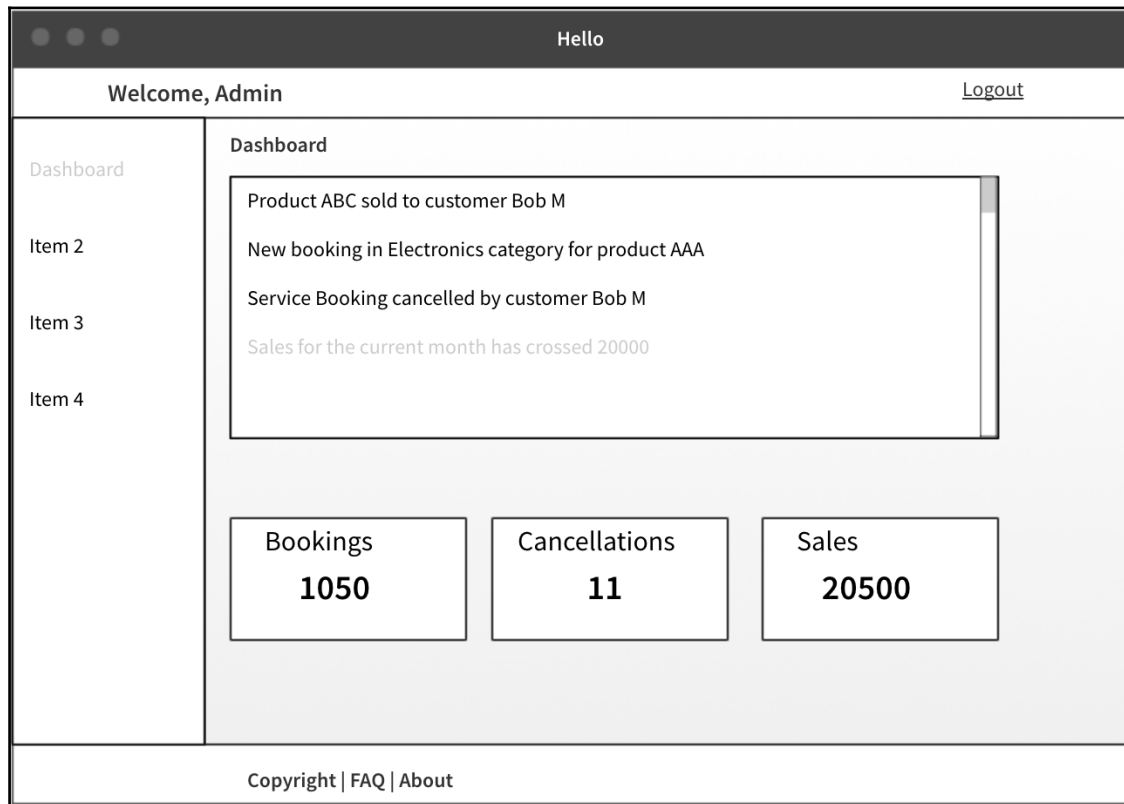 Hello
Welcome, Admin
Logout
Dashboard
Item 2
Item 3
Item 4
Dashboard
Product ABC sold to customer Bob M
New booking in Electronics category for product AAA
Service Booking cancelled by customer Bob M
Sales for the current month has crossed 20000
Bookings
1050
Cancellations
11
Sales
20500
Copyright | FAQ | About